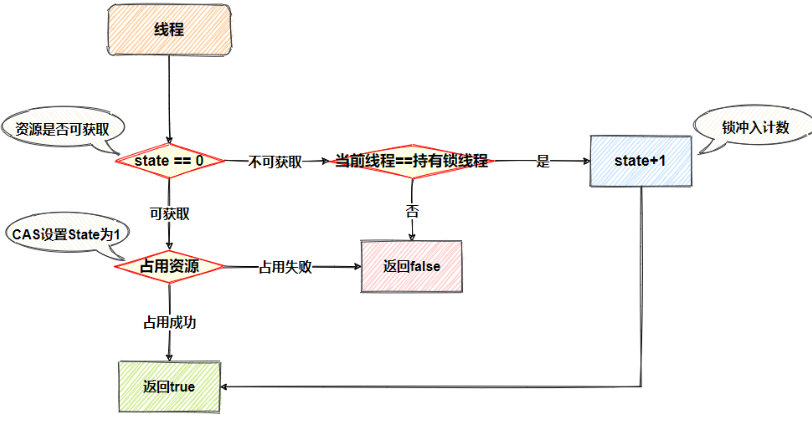 线程
资源是否可获取
锁冲入计数
state == 0
不可获取
当前线程==持有锁线程
是
state+1
可获取
否
CAS设置State为1
占用资源
占用失败
返回false
占用成功
返回true